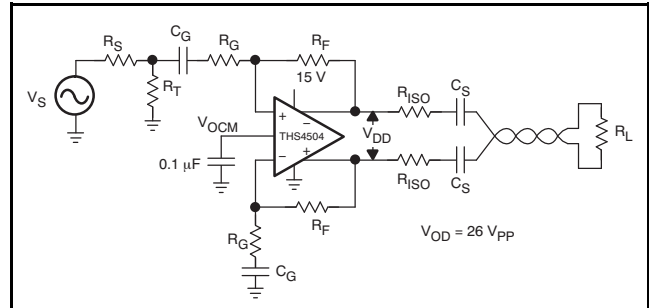 C_G
R_S
R_G
R_F
V_S
R_T
15 V
R_ISO
C_S
V_OCM
+
−
THS4504
V_DD
R_L
0.1 μF
−
+
R_ISO
C_S
R_F
R_G
V_OD = 26 V_PP
C_G